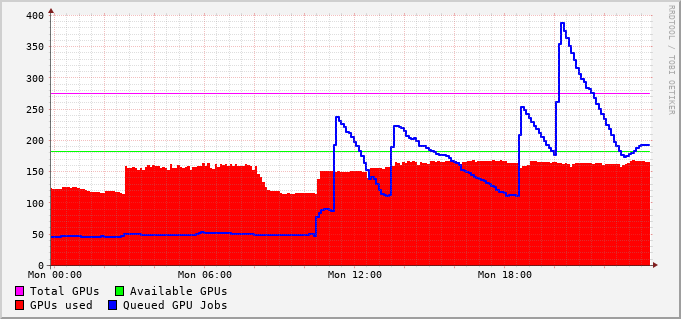 400
350
300
250
200
150
100
50
0
Mon 00:00 Mon 06:00 Mon 12:00 Mon 18:00
Total GPUs Available GPUs
GPUs used Queued GPU Jobs
RRDTOOL / TOBI OETIKER